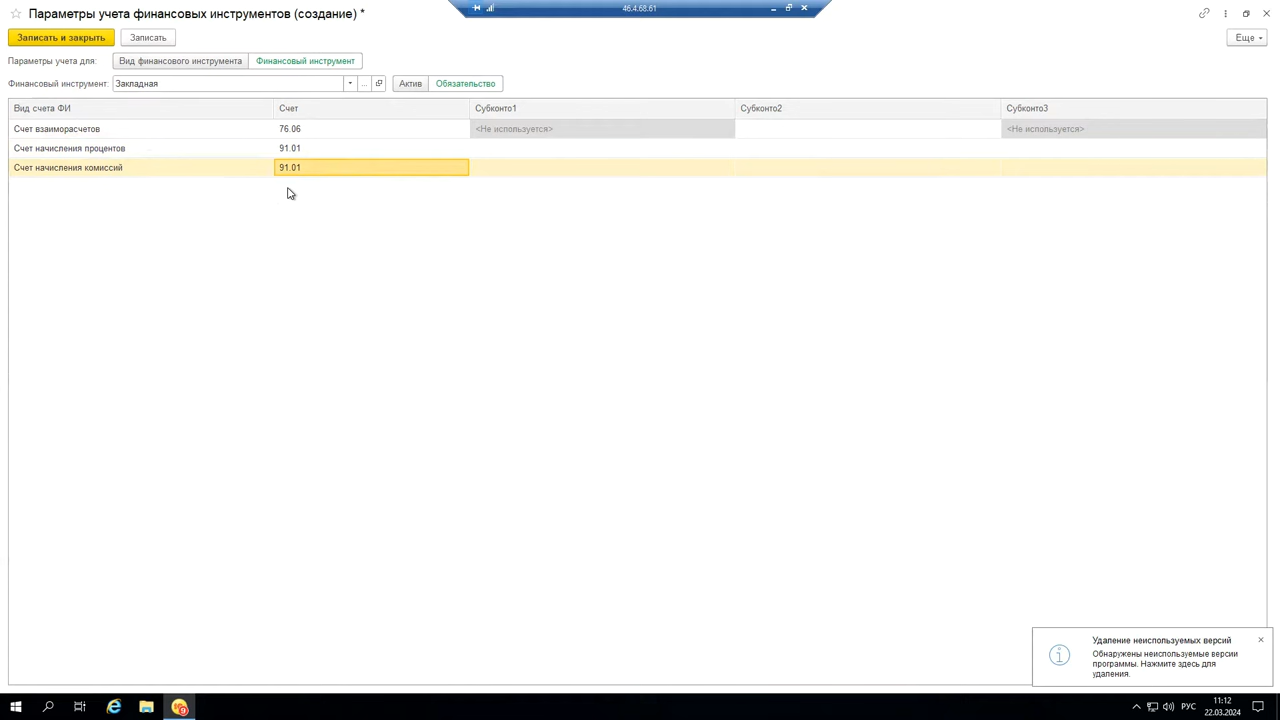 46.4.68.61
Параметры учета финансовых инструментов (создание) *
Записать и закрыть Записать Еще
Параметры учета для: Вид финансового инструмента Финансовый инструмент
Финансовый инструмент: Закладная ... Актив Обязательство
Вид счета ФИ Счет Субконто1 Субконто2 Субконто3
Счет взаиморасчетов 76.06 <Не используется> <Не используется>
Счет начисления процентов 91.01
Счет начисления комиссий 91.01
Удаление неиспользуемых версий
Обнаружены неиспользуемые версии
программы. Нажмите здесь для
удаления.
РУС
11:12
22.03.2024